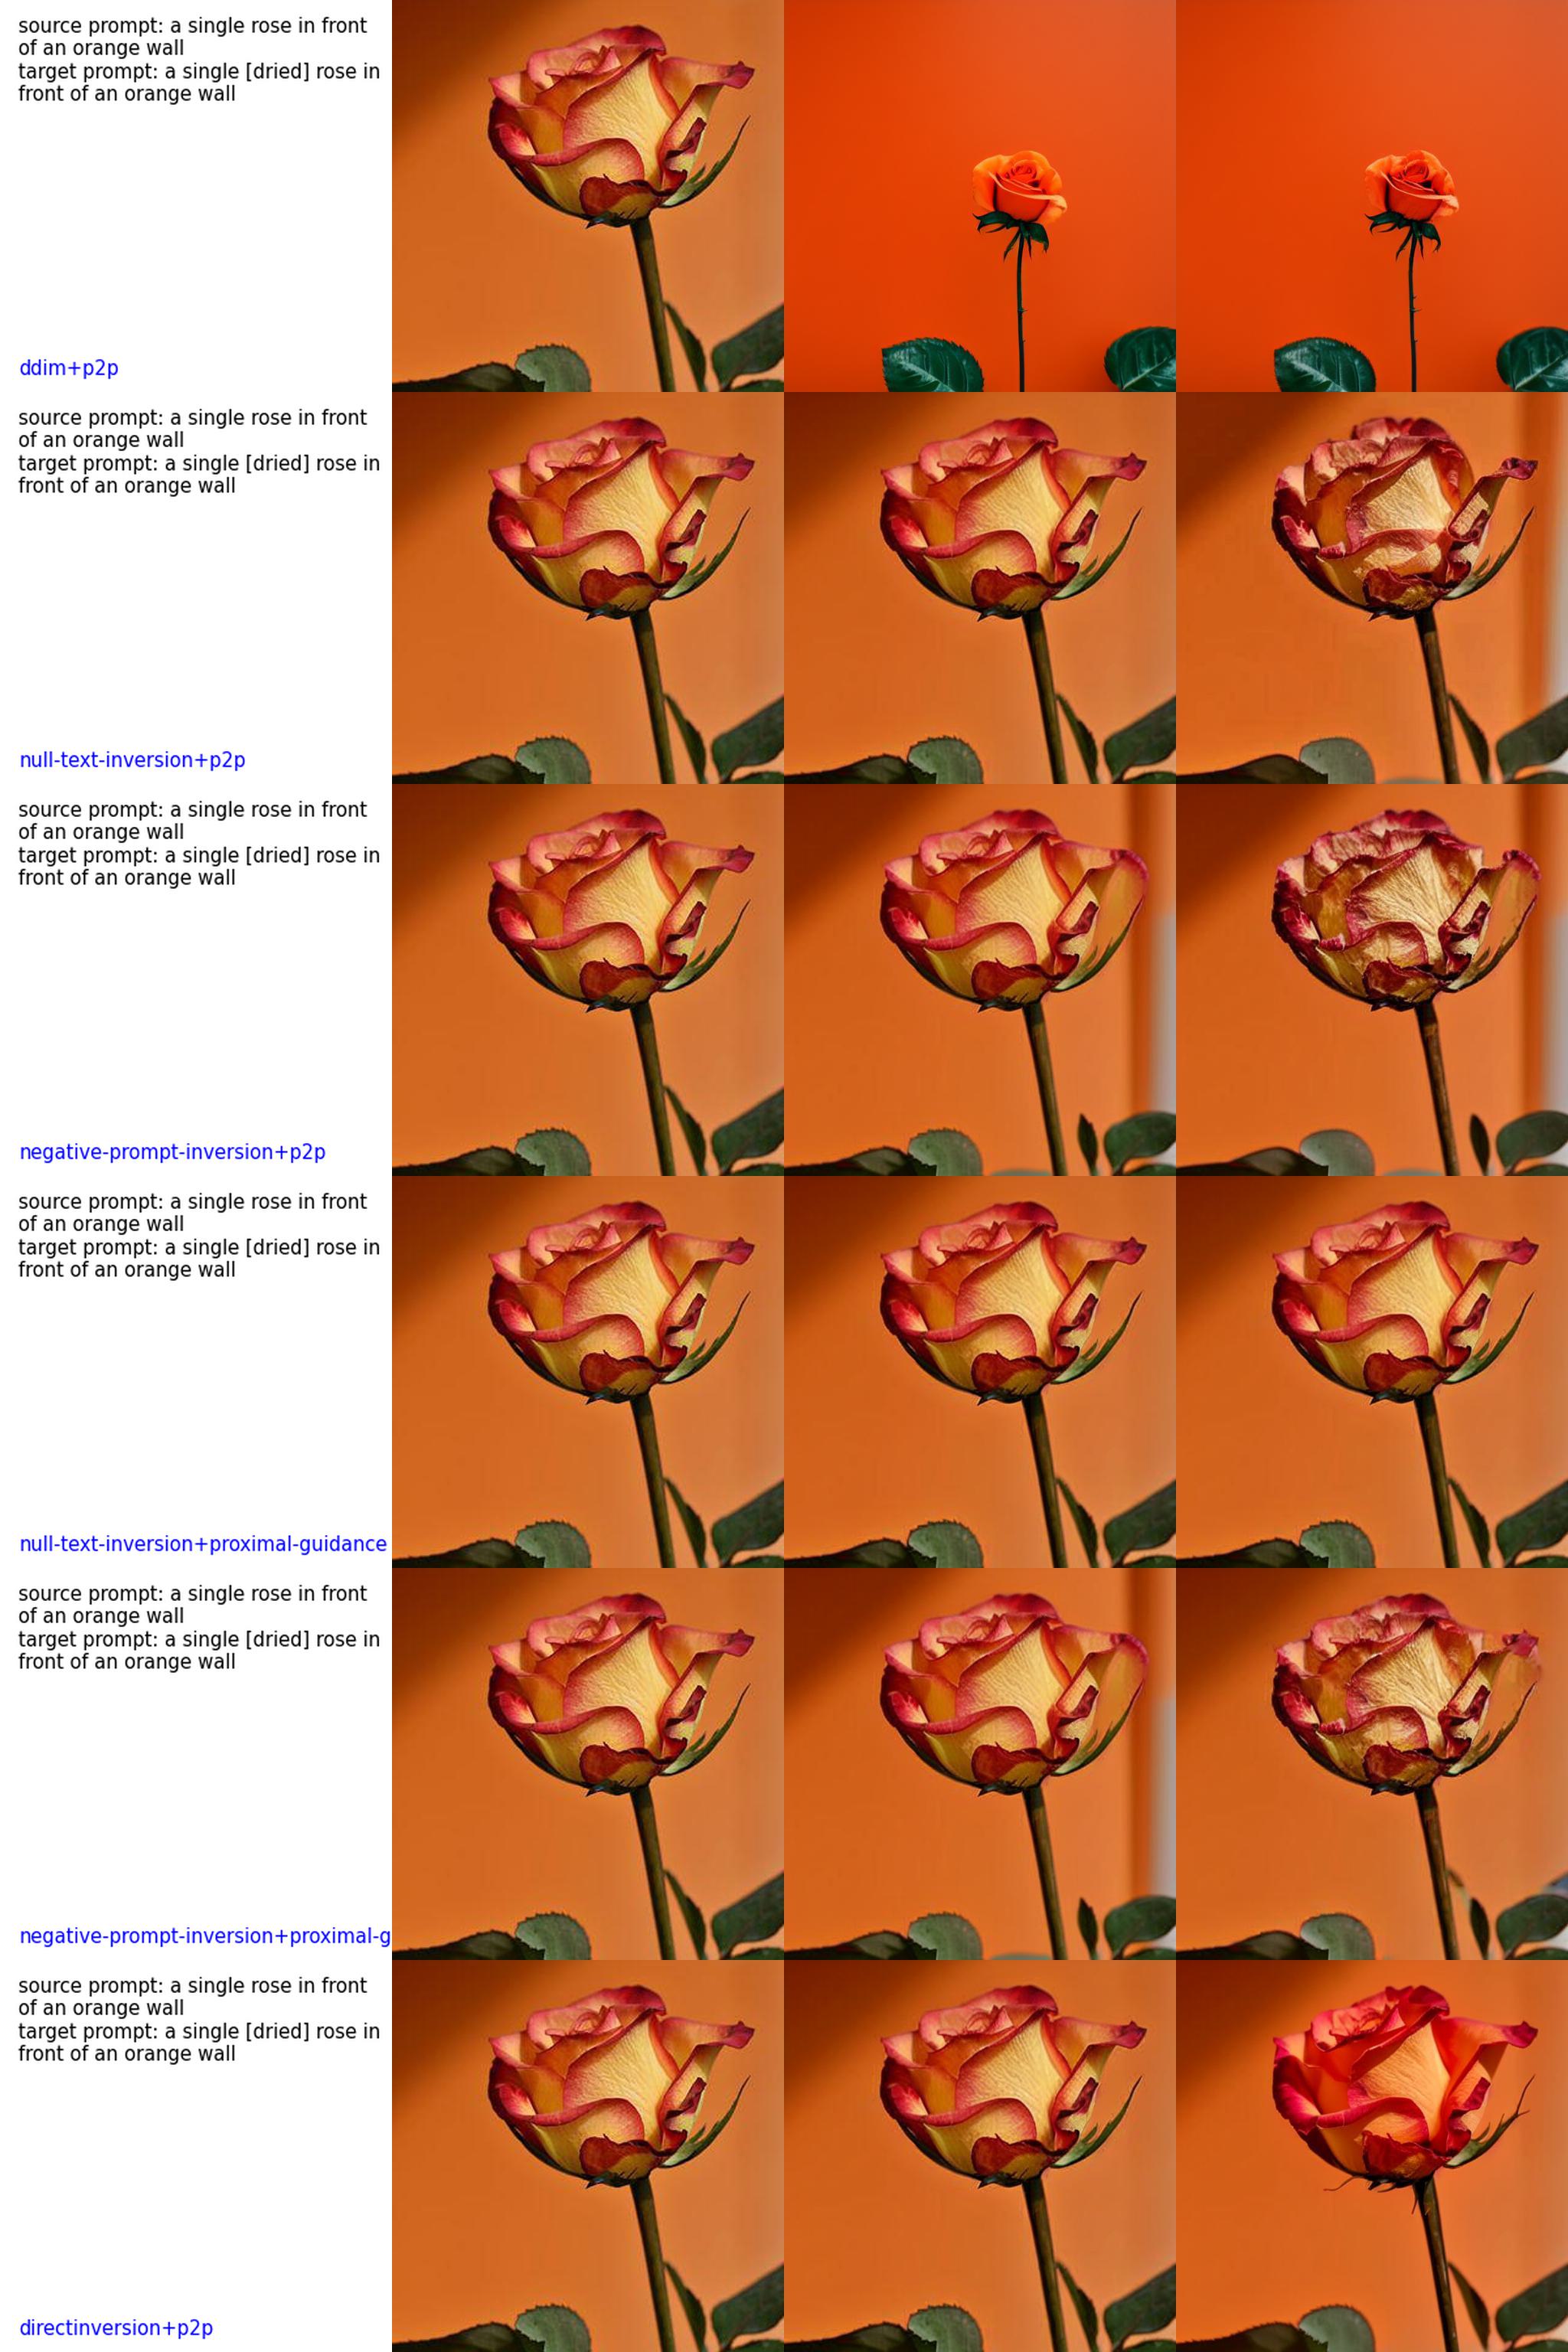 source prompt: a single rose in front
of an orange wall
target prompt: a single [dried] rose in
front of an orange wall
ddim+p2p
source prompt: a single rose in front
of an orange wall
target prompt: a single [dried] rose in
front of an orange wall
null-text-inversion+p2p
source prompt: a single rose in front
of an orange wall
target prompt: a single [dried] rose in
front of an orange wall
negative-prompt-inversion+p2p
source prompt: a single rose in front
of an orange wall
target prompt: a single [dried] rose in
front of an orange wall
null-text-inversion+proximal-guidance
source prompt: a single rose in front
of an orange wall
target prompt: a single [dried] rose in
front of an orange wall
negative-prompt-inversion+proximal-g
source prompt: a single rose in front
of an orange wall
target prompt: a single [dried] rose in
front of an orange wall
directinversion+p2p